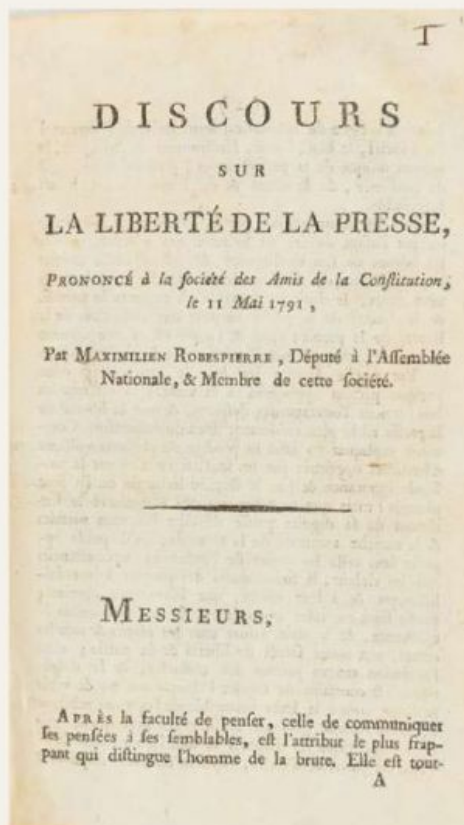 I
DISCOURS
SUR
LA LIBERTÉ DE LA PRESSE,
PRONONCÉ à la ſociété des Amis de la Conſtitution,
le 11 Mai 1791,
Par MAXIMILIEN ROBESPIERRE, Député à l'Aſſemblée
Nationale, & Membre de cette ſociété.
MESSIEURS,
APRÈS la faculté de penſer, celle de communiquer
ſes penſées à ſes ſemblables, eſt l'attribut le plus frap-
pant qui diſtingue l'homme de la brute. Elle eſt tout-
A